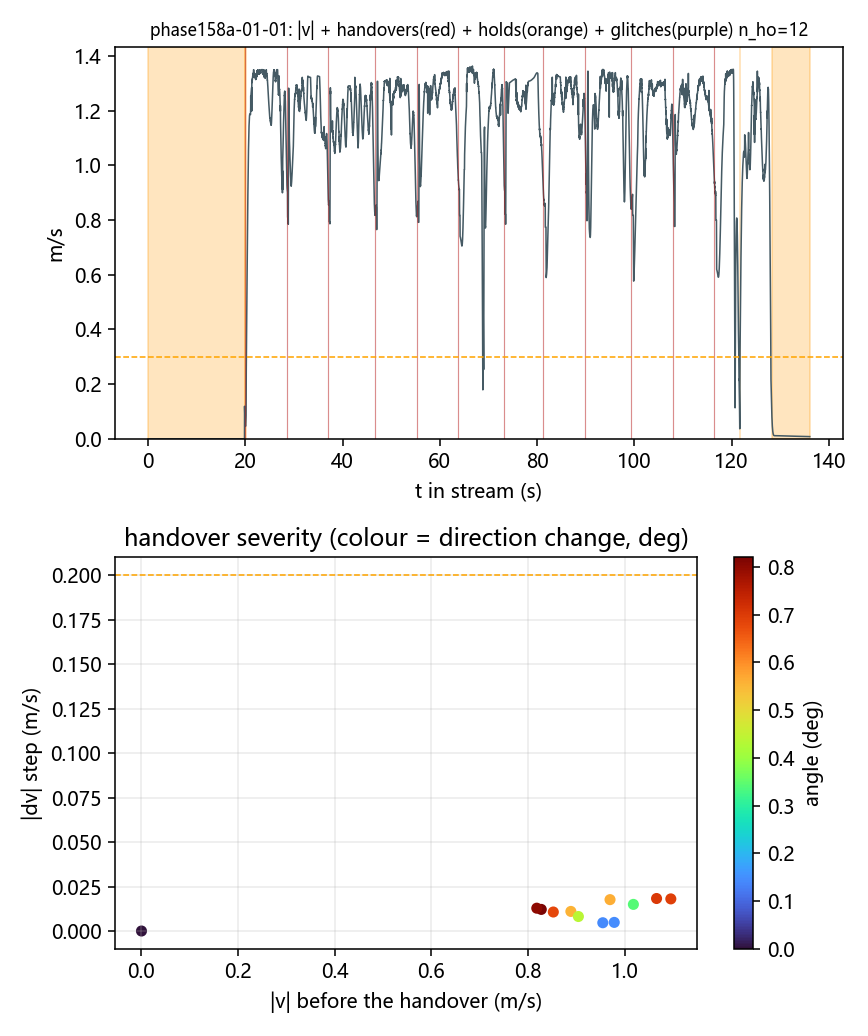 phase158a-01-01: |v| + handovers(red) + holds(orange) + glitches(purple) n_ho=12
1.4
1.2
1.0
0.8
0.6
0.4
0.2
0.0
m/s
0 20 40 60 80 100 120 140
t in stream (s)
handover severity (colour = direction change, deg)
0.200
0.175
0.150
0.125
0.100
0.075
0.050
0.025
0.000
|dv| step (m/s)
0.0 0.2 0.4 0.6 0.8 1.0
|v| before the handover (m/s)
0.8
0.7
0.6
0.5
0.4
0.3
0.2
0.1
0.0
angle (deg)